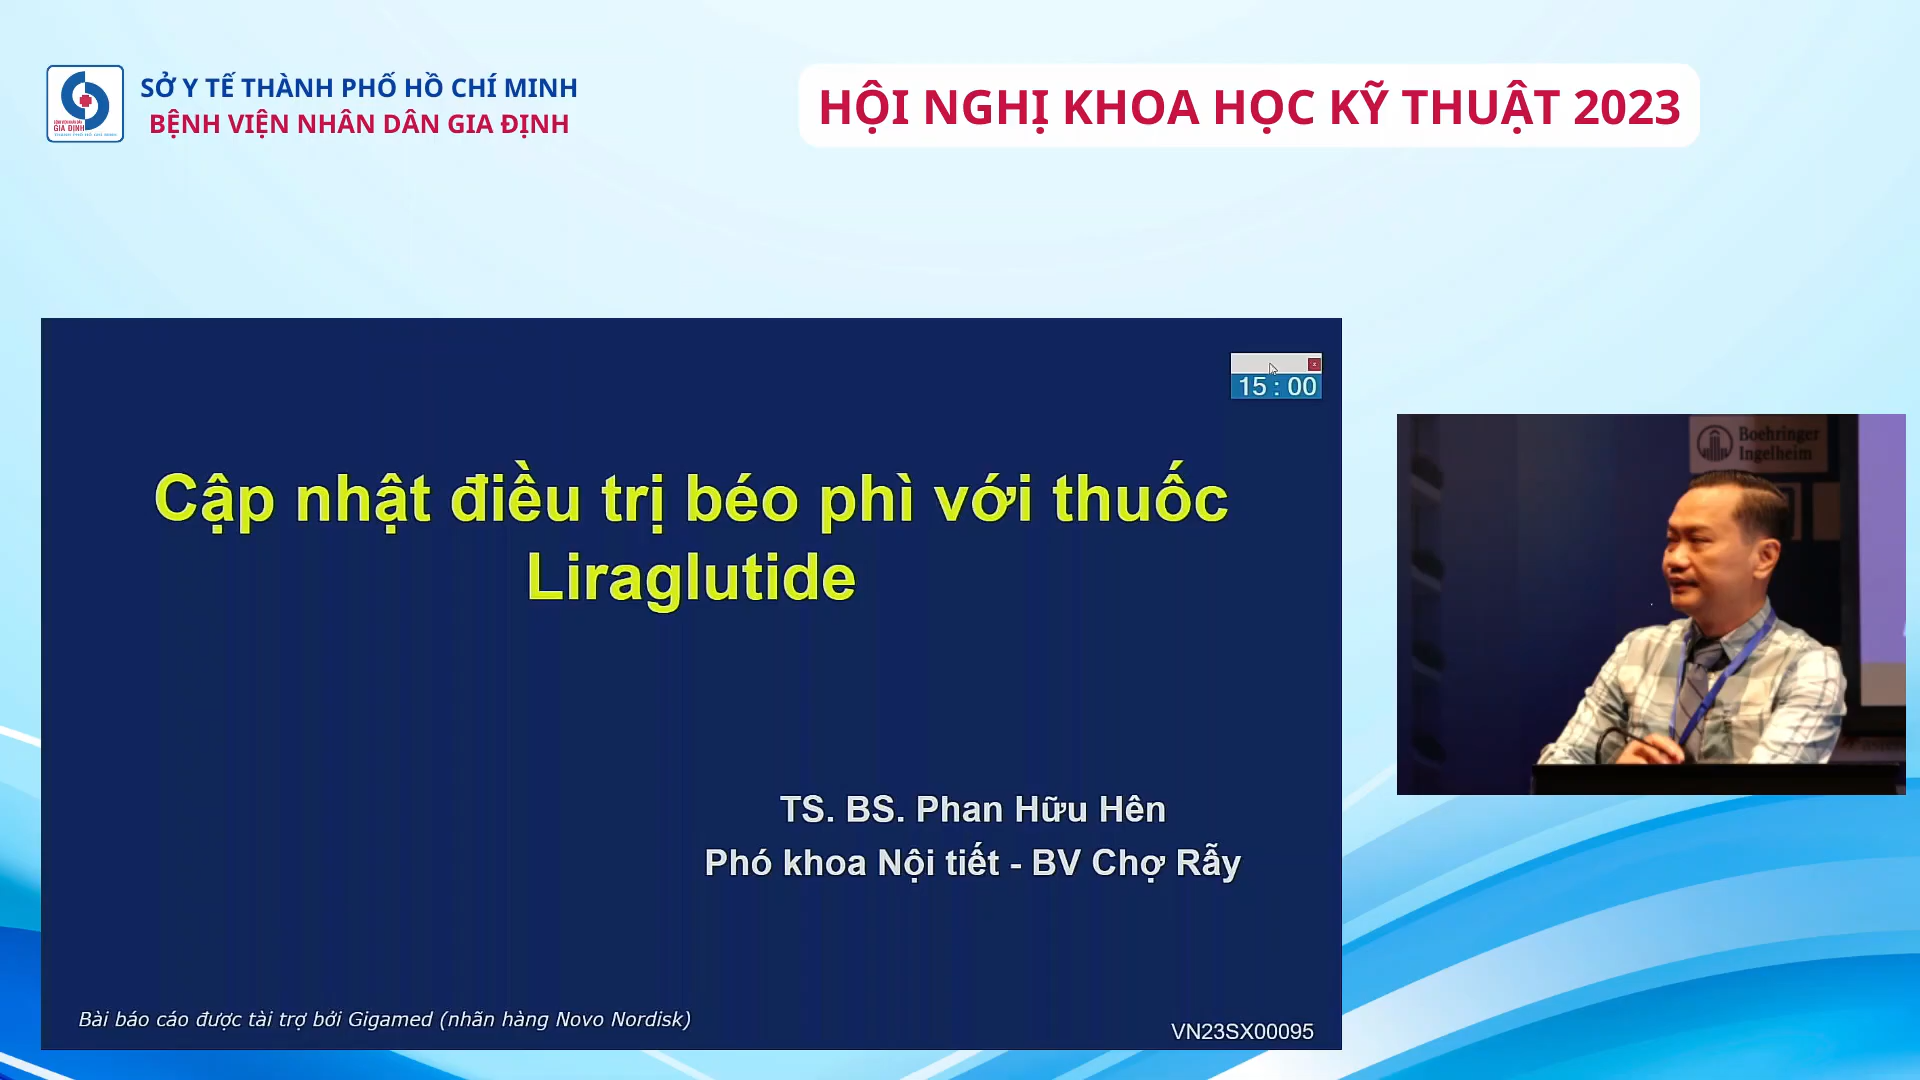 SỞ Y TẾ THÀNH PHỐ HỒ CHÍ MINH
BỆNH VIỆN NHÂN DÂN GIA ĐỊNH
GIA ĐỊNH
HỘI NGHỊ KHOA HỌC KỸ THUẬT 2023
15 : 00
Cập nhật điều trị béo phì với thuốc
Liraglutide
TS. BS. Phan Hữu Hên
Phó khoa Nội tiết - BV Chợ Rẫy
Bài báo cáo được tài trợ bởi Gigamed (nhãn hàng Novo Nordisk)
VN23SX00095
Boehringer
Ingelheim